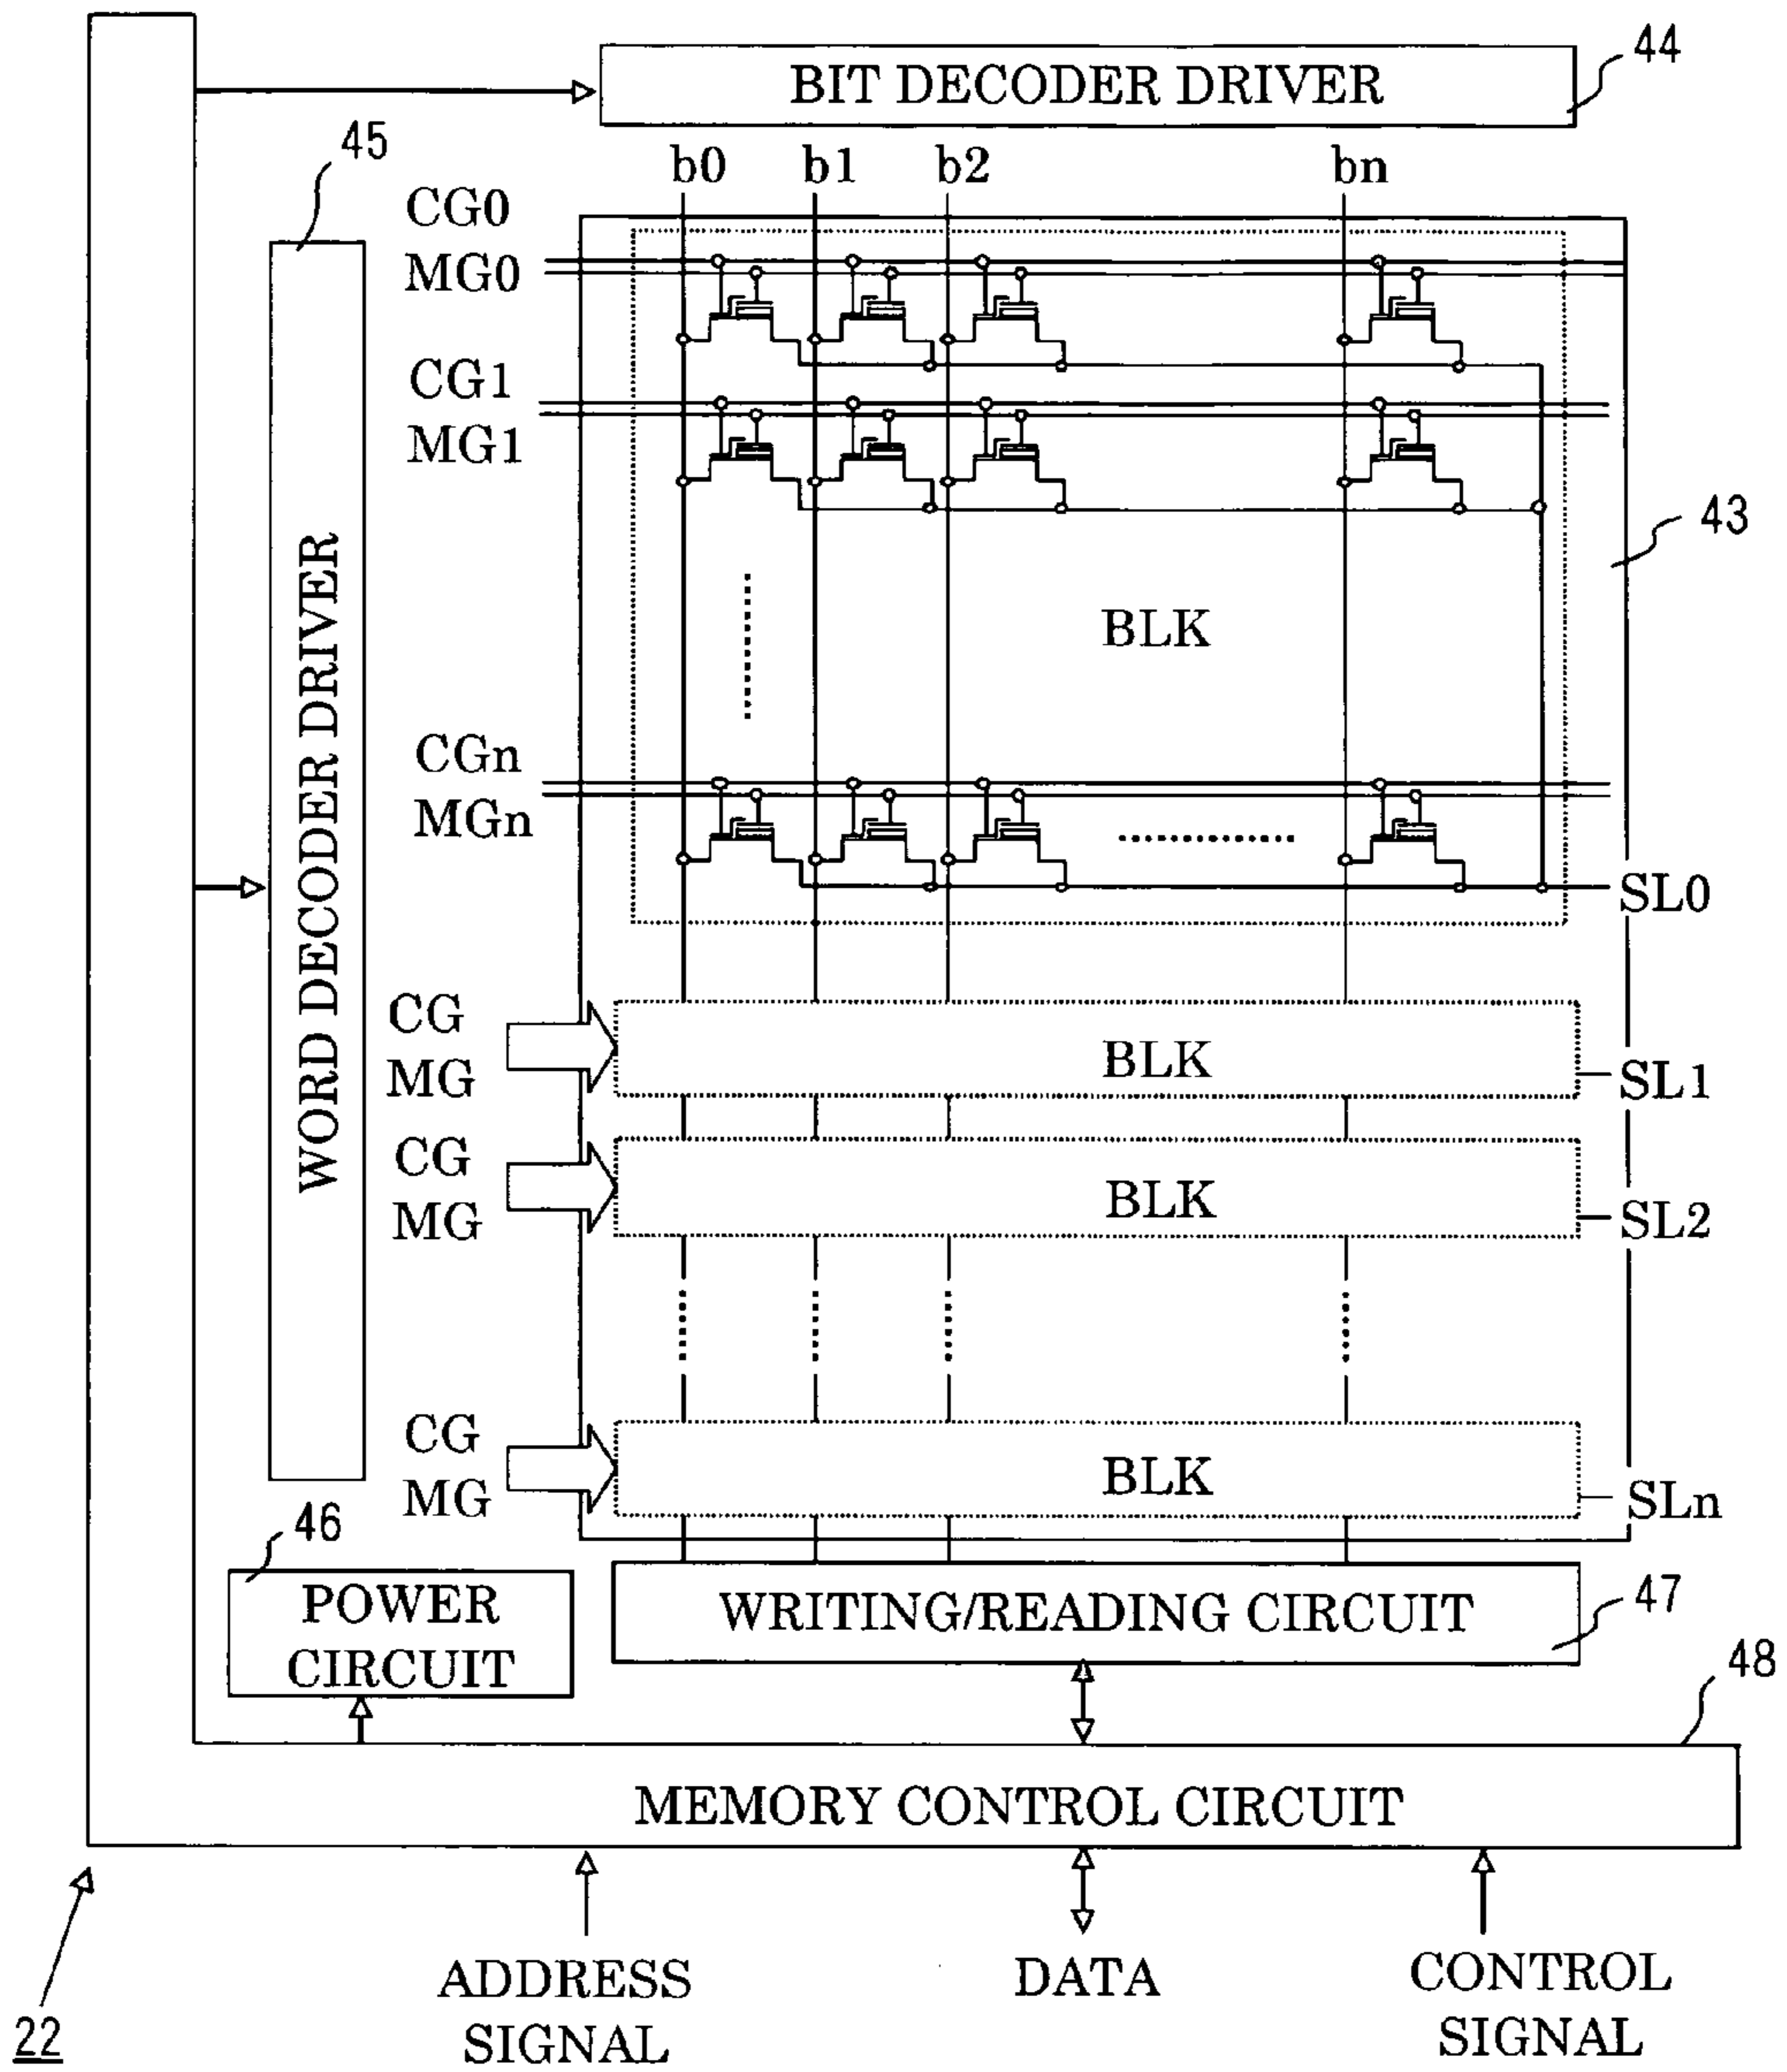 44
BIT DECODER DRIVER
45
b0 b1 b2 bn
CG0
MG0
CG1
MG1
43
WORD DECODER DRIVER
BLK
CGn
MGn
SL0
CG
MG
BLK
SL1
CG
MG
BLK
SL2
CG
MG
BLK
SLn
46
POWER
CIRCUIT
WRITING/READING CIRCUIT
47
48
MEMORY CONTROL CIRCUIT
22
ADDRESS
SIGNAL
DATA
CONTROL
SIGNAL